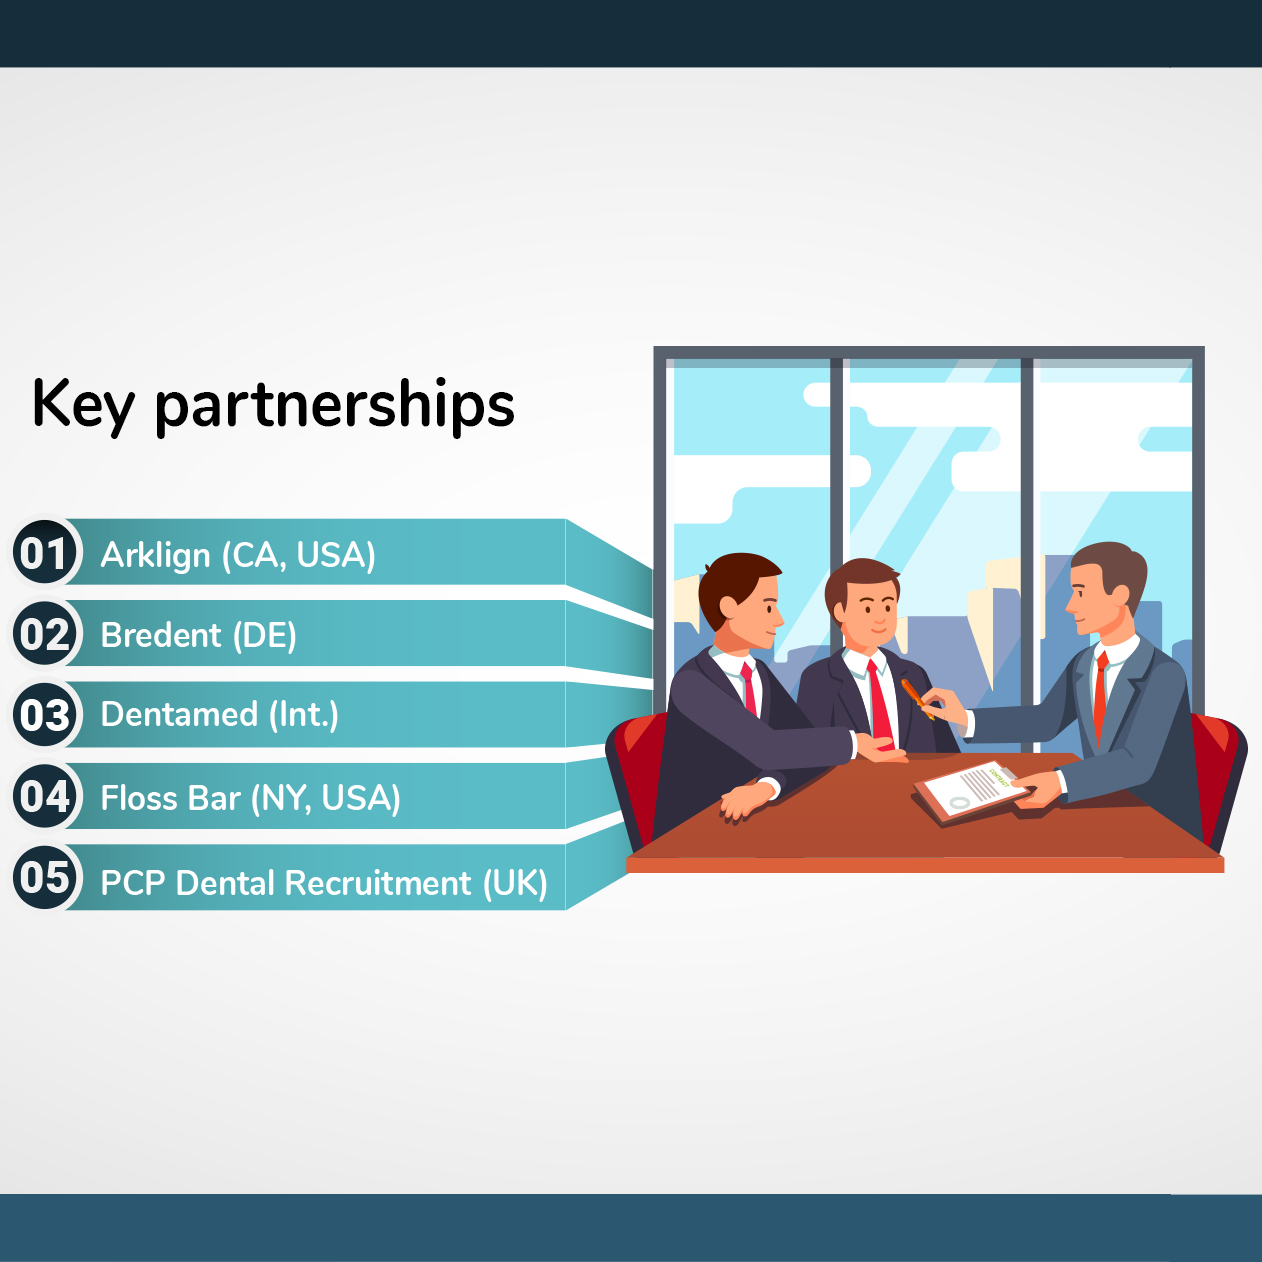 Key partnerships
01 Arklign (CA, USA)
02 Bredent (DE)
03 Dentamed (Int.)
04 Floss Bar (NY, USA)
05 PCP Dental Recruitment (UK)
CONTRACT